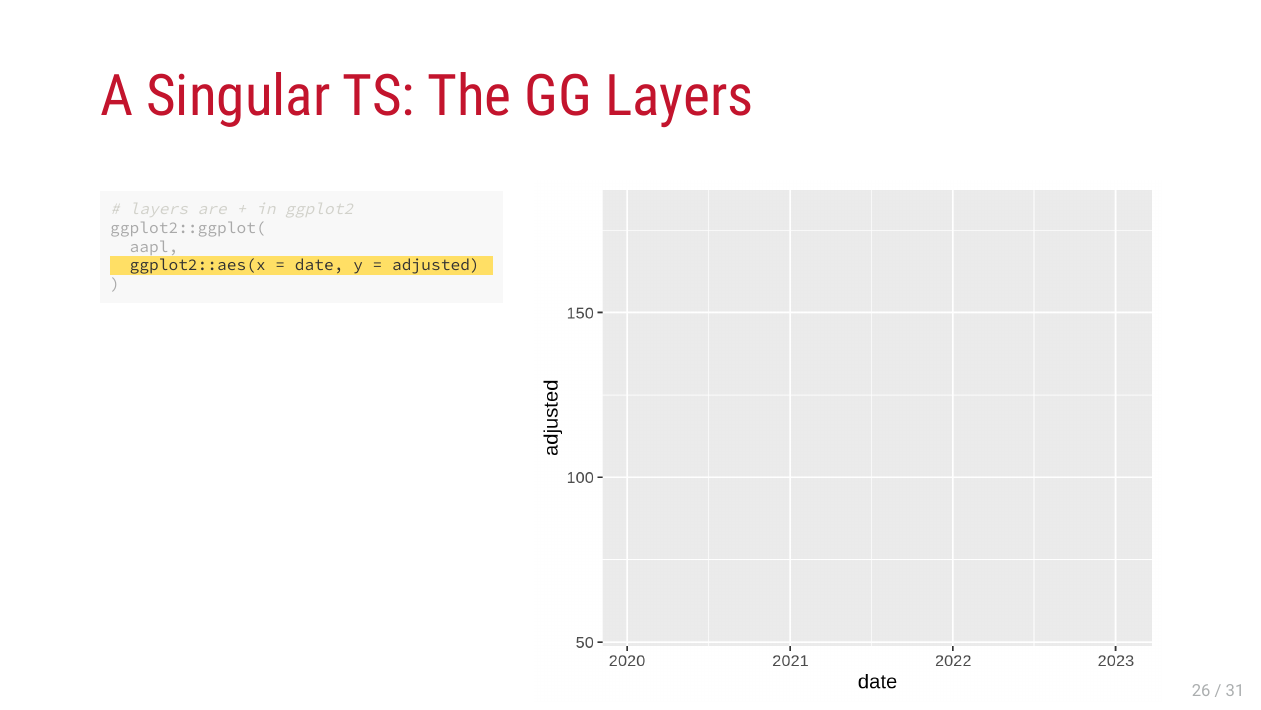 A Singular TS: The GG Layers
# layers are + in ggplot2
ggplot2::ggplot(
  aapl,
  ggplot2::aes(x = date, y = adjusted)
)
150
100
50
adjusted
2020 2021 2022 2023
date
26 / 31